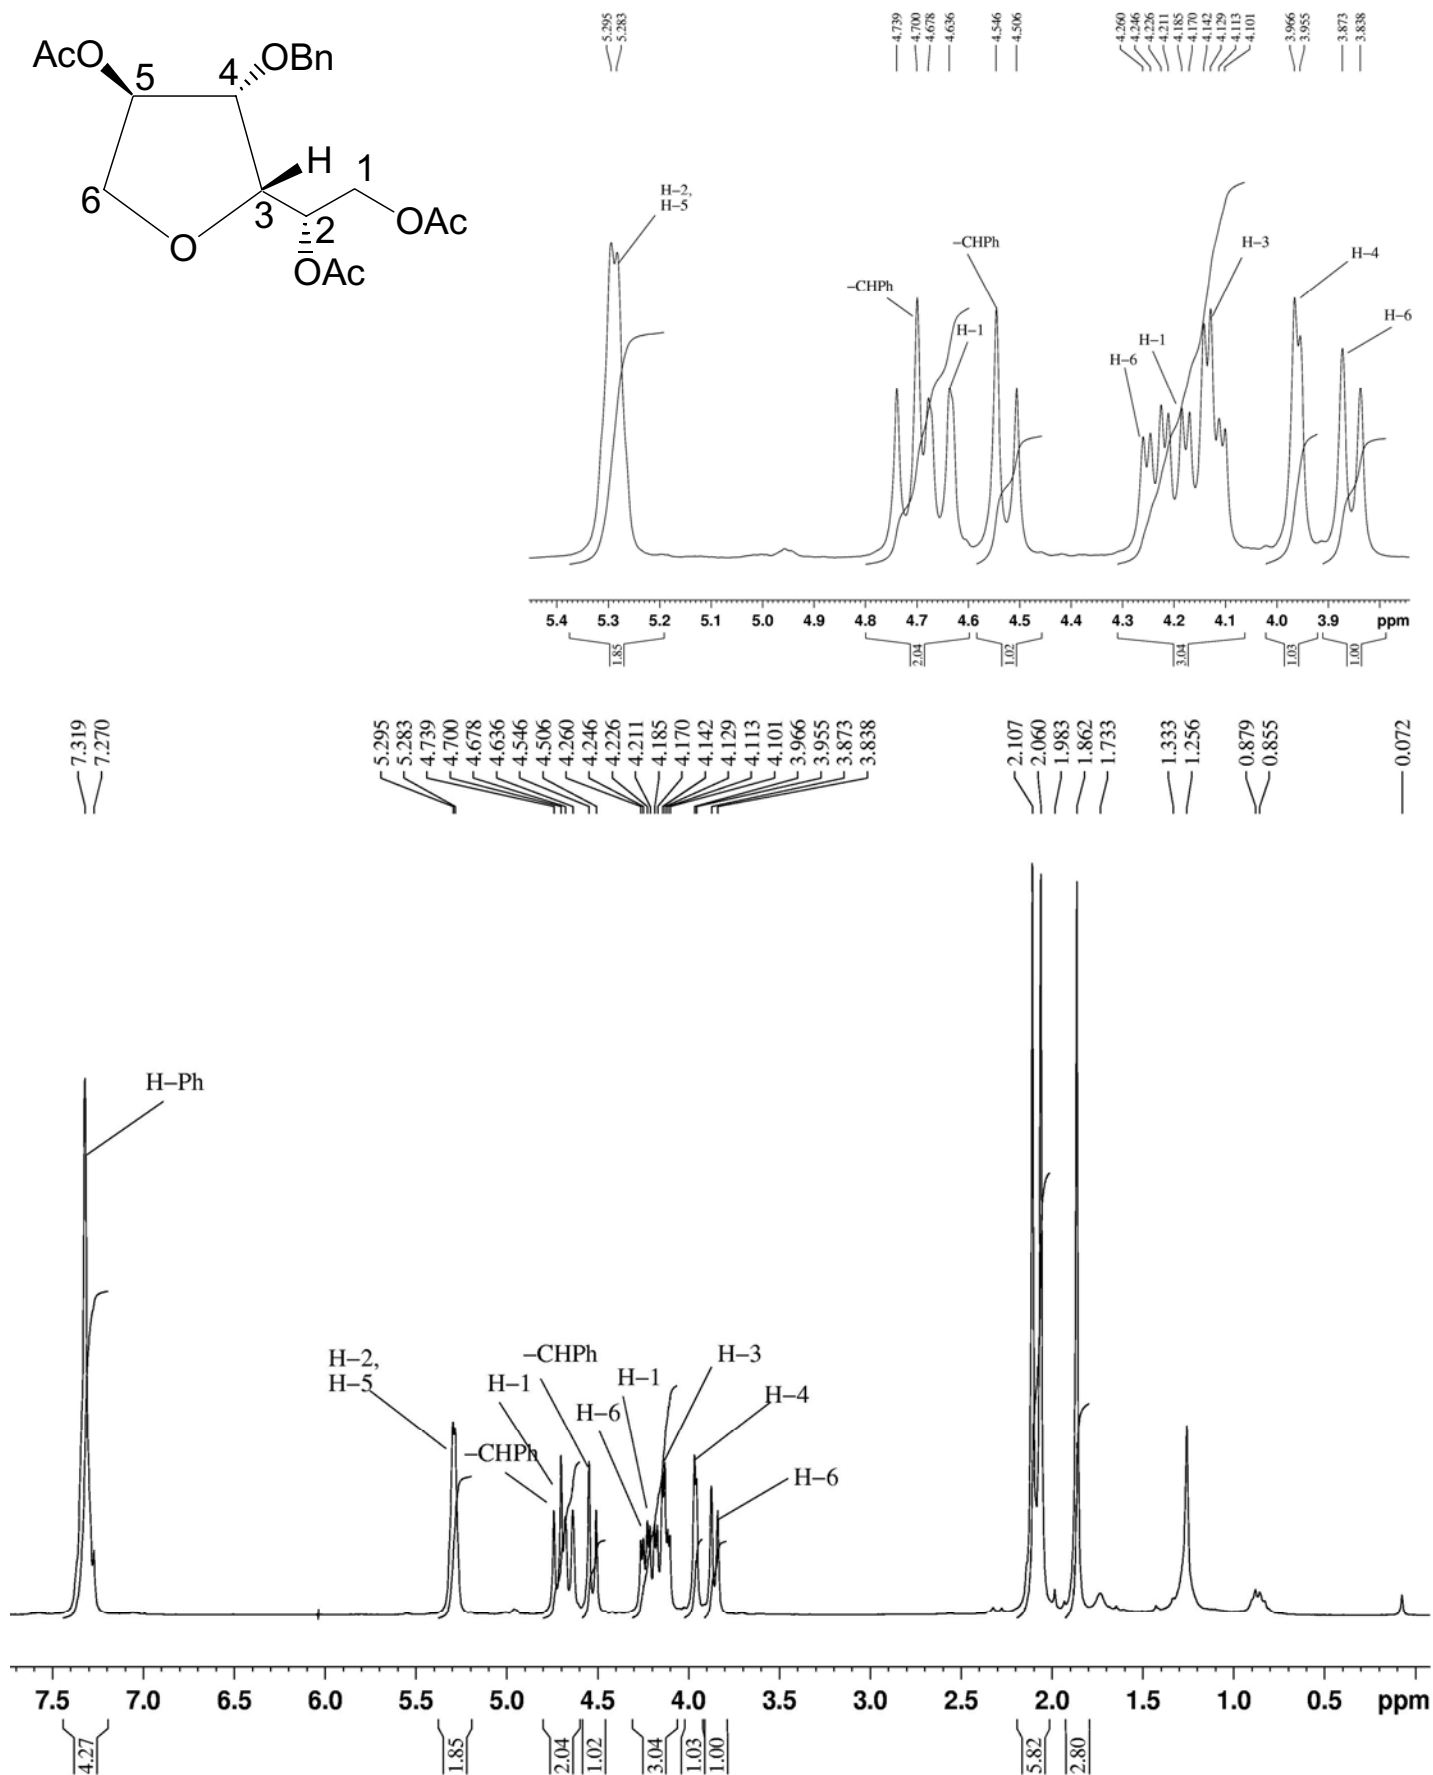 AcO
5
4
OBn
H
1
6
3
2
O
OAc
OAc
5.295
5.283
4.739
4.700
4.678
4.636
4.546
4.506
4.260
4.246
4.226
4.211
4.185
4.170
4.142
4.129
4.113
4.101
3.966
3.955
3.873
3.838
H-2,
H-5
-CHPh
-CHPh
H-1
H-6
H-1
H-3
H-4
H-6
5.4 5.3 5.2 5.1 5.0 4.9 4.8 4.7 4.6 4.5 4.4 4.3 4.2 4.1 4.0 3.9 ppm
1.85 2.04 1.02 3.04 1.03 1.00
7.319
7.270
5.295
5.283
4.739
4.700
4.678
4.636
4.546
4.506
4.260
4.246
4.226
4.211
4.185
4.170
4.142
4.129
4.113
4.101
3.966
3.955
3.873
3.838
2.107
2.060
1.983
1.862
1.733
1.333
1.256
0.879
0.855
0.072
H-Ph
H-2,
H-5
-CHPh
H-1
-CHPh
H-6
H-1
H-3
H-4
H-6
7.5 7.0 6.5 6.0 5.5 5.0 4.5 4.0 3.5 3.0 2.5 2.0 1.5 1.0 0.5 ppm
4.27 1.85 2.04 1.02 3.04 1.03 1.00 5.82 2.80